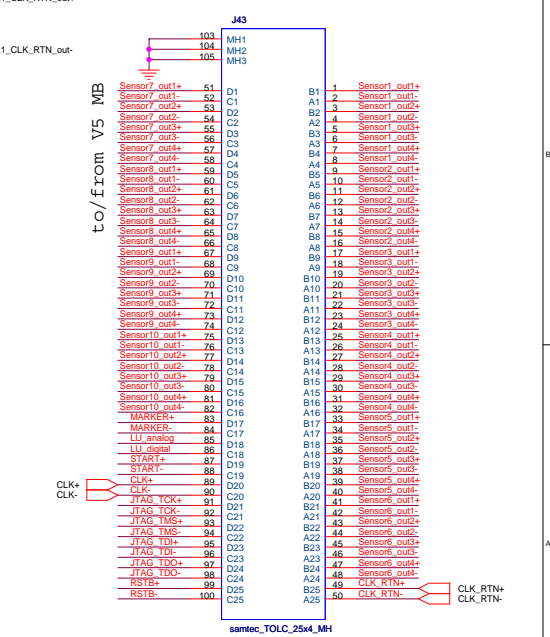 J43
103 MH1
1_CLK_RTN_out- 104 MH2
105 MH3
to/from V5 MB
Sensor7_out1+ 51 D1 B1 1 Sensor1_out1+
Sensor7_out1- 52 C1 A1 2 Sensor1_out1-
Sensor7_out2+ 53 D2 B2 3 Sensor1_out2+
Sensor7_out2- 54 C2 A2 4 Sensor1_out2-
Sensor7_out3+ 55 D3 B3 5 Sensor1_out3+
Sensor7_out3- 56 C3 A3 6 Sensor1_out3-
Sensor7_out4+ 57 D4 B4 7 Sensor1_out4+
Sensor7_out4- 58 C4 A4 8 Sensor1_out4-
Sensor8_out1+ 59 D5 B5 9 Sensor2_out1+
Sensor8_out1- 60 C5 A5 10 Sensor2_out1-
Sensor8_out2+ 61 D6 B6 11 Sensor2_out2+
Sensor8_out2- 62 C6 A6 12 Sensor2_out2-
Sensor8_out3+ 63 D7 B7 13 Sensor2_out3+
Sensor8_out3- 64 C7 A7 14 Sensor2_out3-
Sensor8_out4+ 65 D8 B8 15 Sensor2_out4+
Sensor8_out4- 66 C8 A8 16 Sensor2_out4-
Sensor9_out1+ 67 D9 B9 17 Sensor3_out1+
Sensor9_out1- 68 C9 A9 18 Sensor3_out1-
Sensor9_out2+ 69 D10 B10 19 Sensor3_out2+
Sensor9_out2- 70 C10 A10 20 Sensor3_out2-
Sensor9_out3+ 71 D11 B11 21 Sensor3_out3+
Sensor9_out3- 72 C11 A11 22 Sensor3_out3-
Sensor9_out4+ 73 D12 B12 23 Sensor3_out4+
Sensor9_out4- 74 C12 A12 24 Sensor3_out4-
Sensor10_out1+ 75 D13 B13 25 Sensor4_out1+
Sensor10_out1- 76 C13 A13 26 Sensor4_out1-
Sensor10_out2+ 77 D14 B14 27 Sensor4_out2+
Sensor10_out2- 78 C14 A14 28 Sensor4_out2-
Sensor10_out3+ 79 D15 B15 29 Sensor4_out3+
Sensor10_out3- 80 C15 A15 30 Sensor4_out3-
Sensor10_out4+ 81 D16 B16 31 Sensor4_out4+
Sensor10_out4- 82 C16 A16 32 Sensor4_out4-
MARKER+ 83 D17 B17 33 Sensor5_out1+
MARKER- 84 C17 A17 34 Sensor5_out1-
LU_analog 85 D18 B18 35 Sensor5_out2+
LU_digital 86 C18 A18 36 Sensor5_out2-
START+ 87 D19 B19 37 Sensor5_out3+
START- 88 C19 A19 38 Sensor5_out3-
CLK+ CLK+ 89 D20 B20 39 Sensor5_out4+
CLK- CLK- 90 C20 A20 40 Sensor5_out4-
JTAG_TCK+ 91 D21 B21 41 Sensor6_out1+
JTAG_TCK- 92 C21 A21 42 Sensor6_out1-
JTAG_TMS+ 93 D22 B22 43 Sensor6_out2+
JTAG_TMS- 94 C22 A22 44 Sensor6_out2-
JTAG_TDI+ 95 D23 B23 45 Sensor6_out3+
JTAG_TDI- 96 C23 A23 46 Sensor6_out3-
JTAG_TDO+ 97 D24 B24 47 Sensor6_out4+
JTAG_TDO- 98 C24 A24 48 Sensor6_out4-
RSTB+ 99 D25 B25 49 CLK_RTN+ CLK_RTN+
RSTB- 100 C25 A25 50 CLK_RTN- CLK_RTN-
samtec_TOLC_25x4_MH
B
A